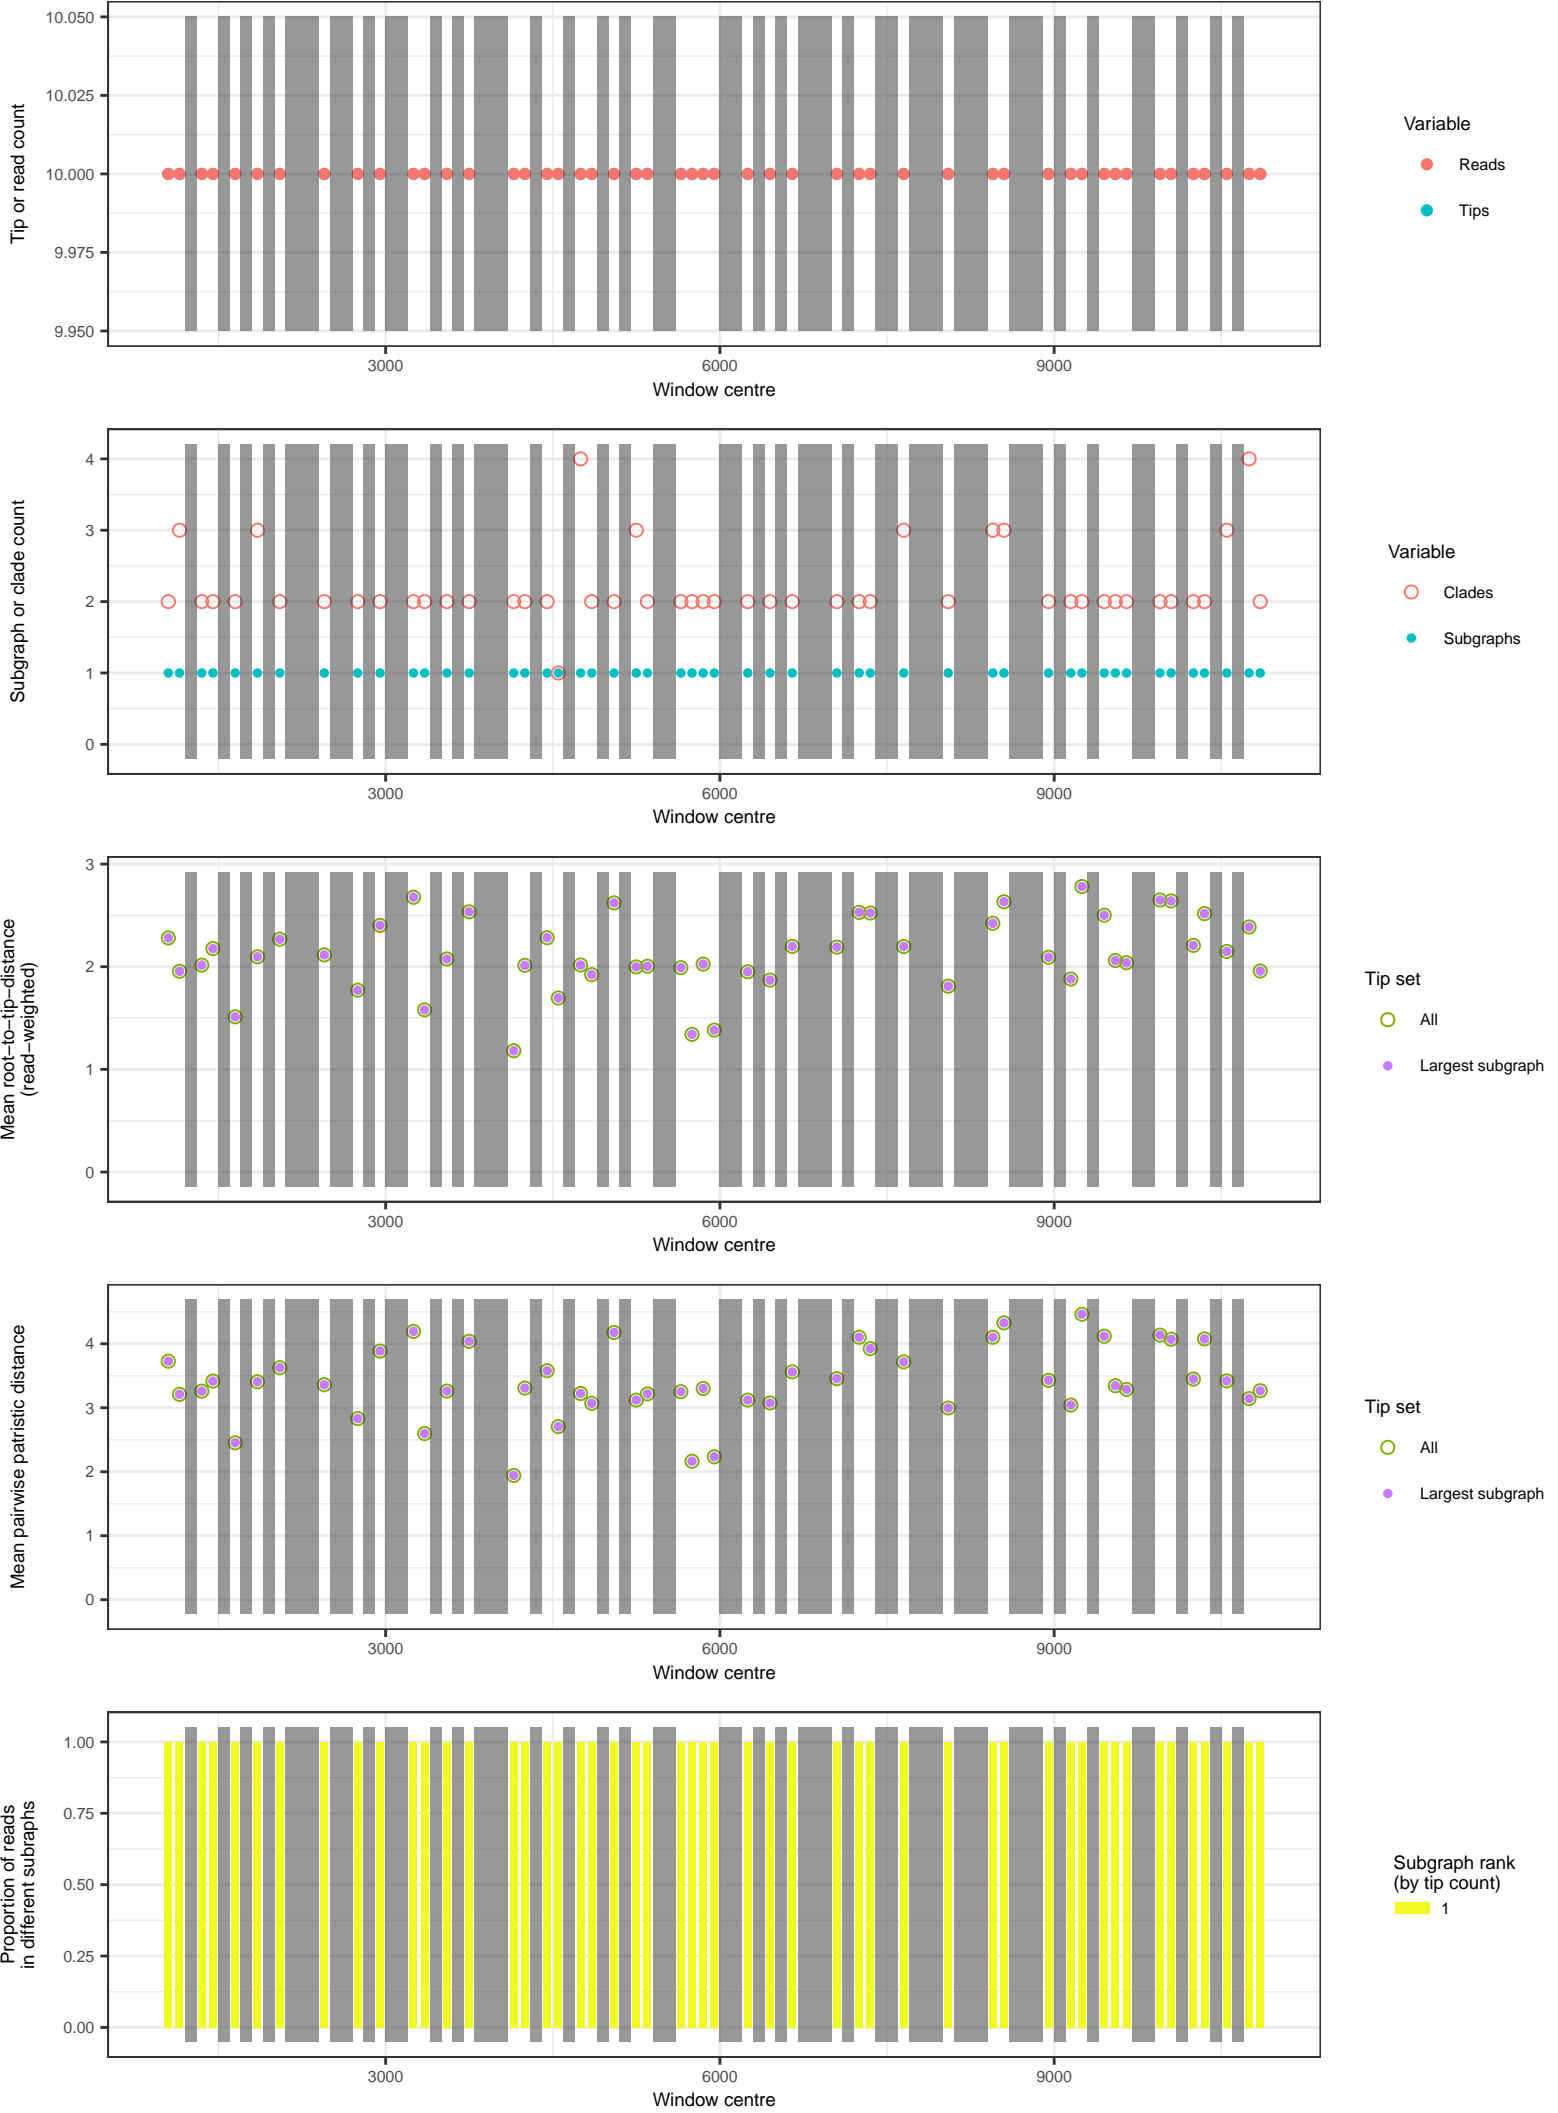 10.050
10.025
10.000
9.975
9.950
Tip or read count
3000
6000
9000
Window centre
Variable
Reads
Tips
4
3
2
1
0
Subgraph or clade count
3000
6000
9000
Window centre
Variable
Clades
Subgraphs
3
2
1
0
Mean root−to−tip−distance
(read−weighted)
3000
6000
9000
Window centre
Tip set
All
Largest subgraph
4
3
2
1
0
Mean pairwise patristic distance
3000
6000
9000
Window centre
Tip set
All
Largest subgraph
1.00
0.75
0.50
0.25
0.00
Proportion of reads
in different subraphs
3000
6000
9000
Window centre
Subgraph rank
(by tip count)
1